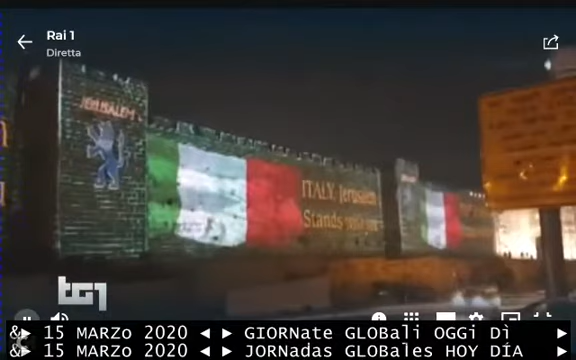 Rai 1
Diretta
JERUSALEM
ITALY, Jerusalem
Stands
tg1
&▶ 15 MARZo 2020 ◀ ▶ GIORNate GLOBali OGGi Dì ▶
&▶ 15 MARZo 2020 ◀ ▶ JORNadas GLOBales HOY DÍA ▶